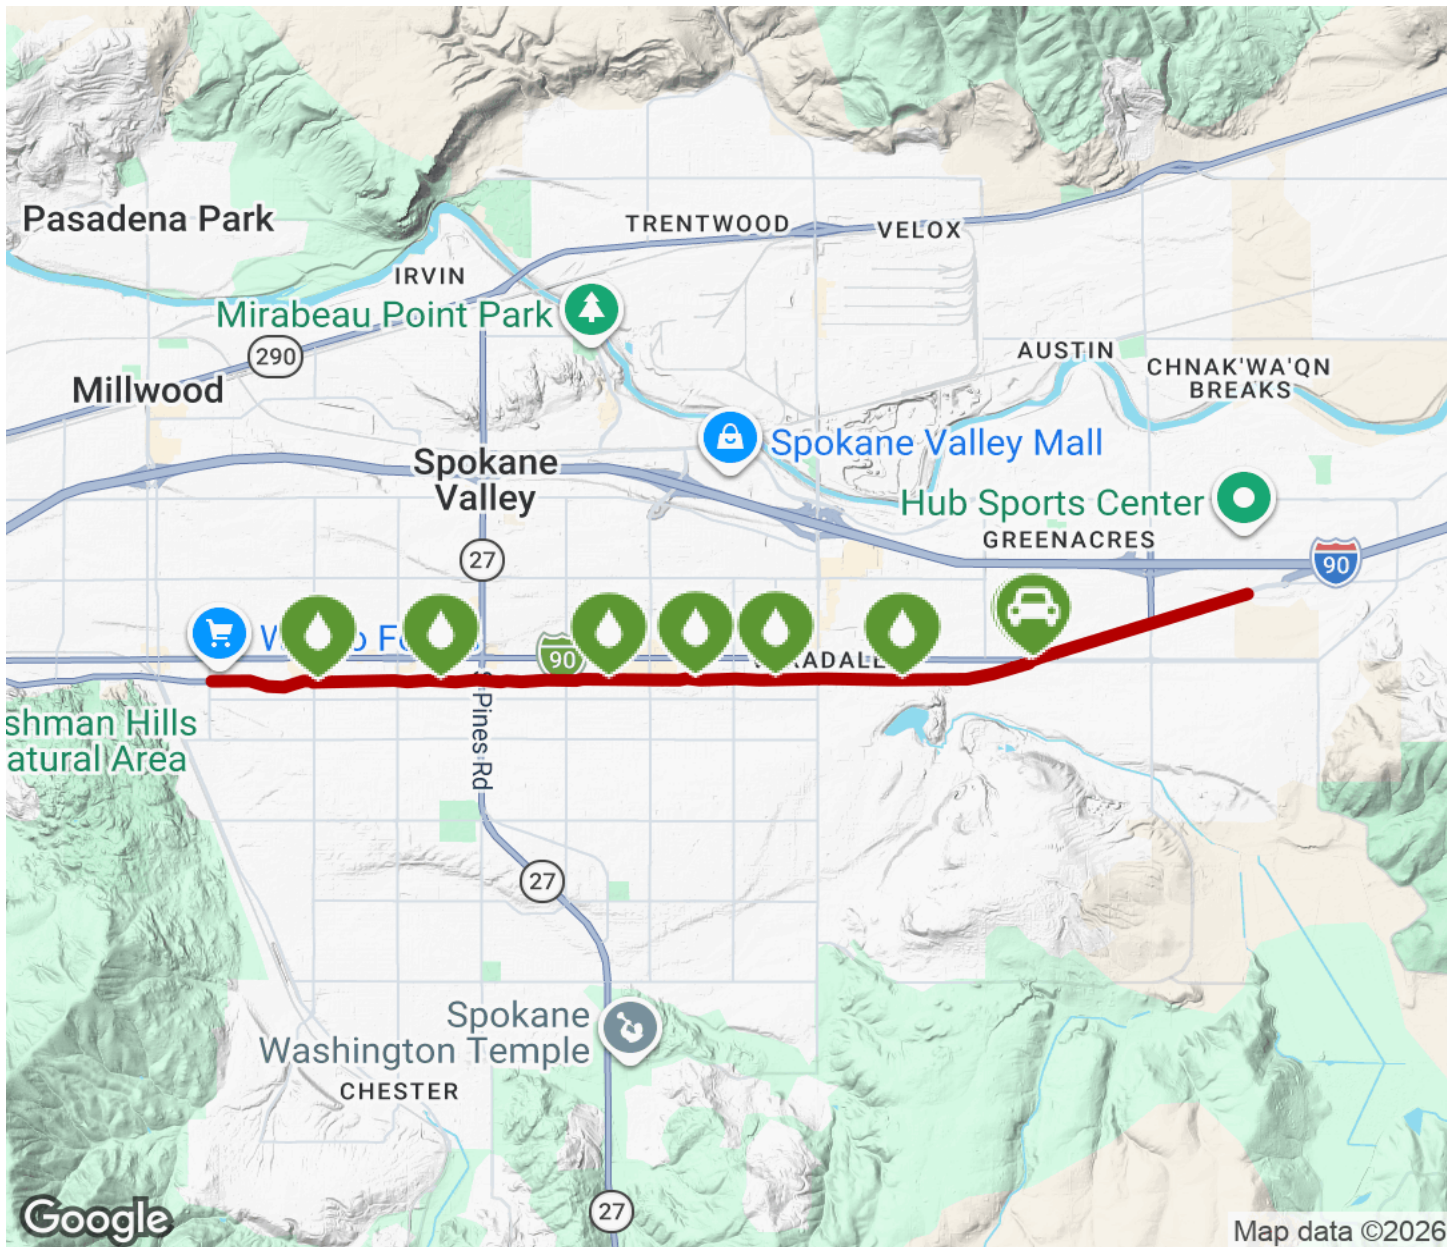 Pasadena Park
TRENTWOOD
VELOX
IRVIN
Mirabeau Point Park
290
AUSTIN
CHNAK'WA'QN
BREAKS
Millwood
Spokane Valley Mall
Spokane
Valley
Hub Sports Center
GREENACRES
27
90
90
S Pines Rd
shman Hills
atural Area
27
Spokane
Washington Temple
CHESTER
27
Google
Map data ©2026